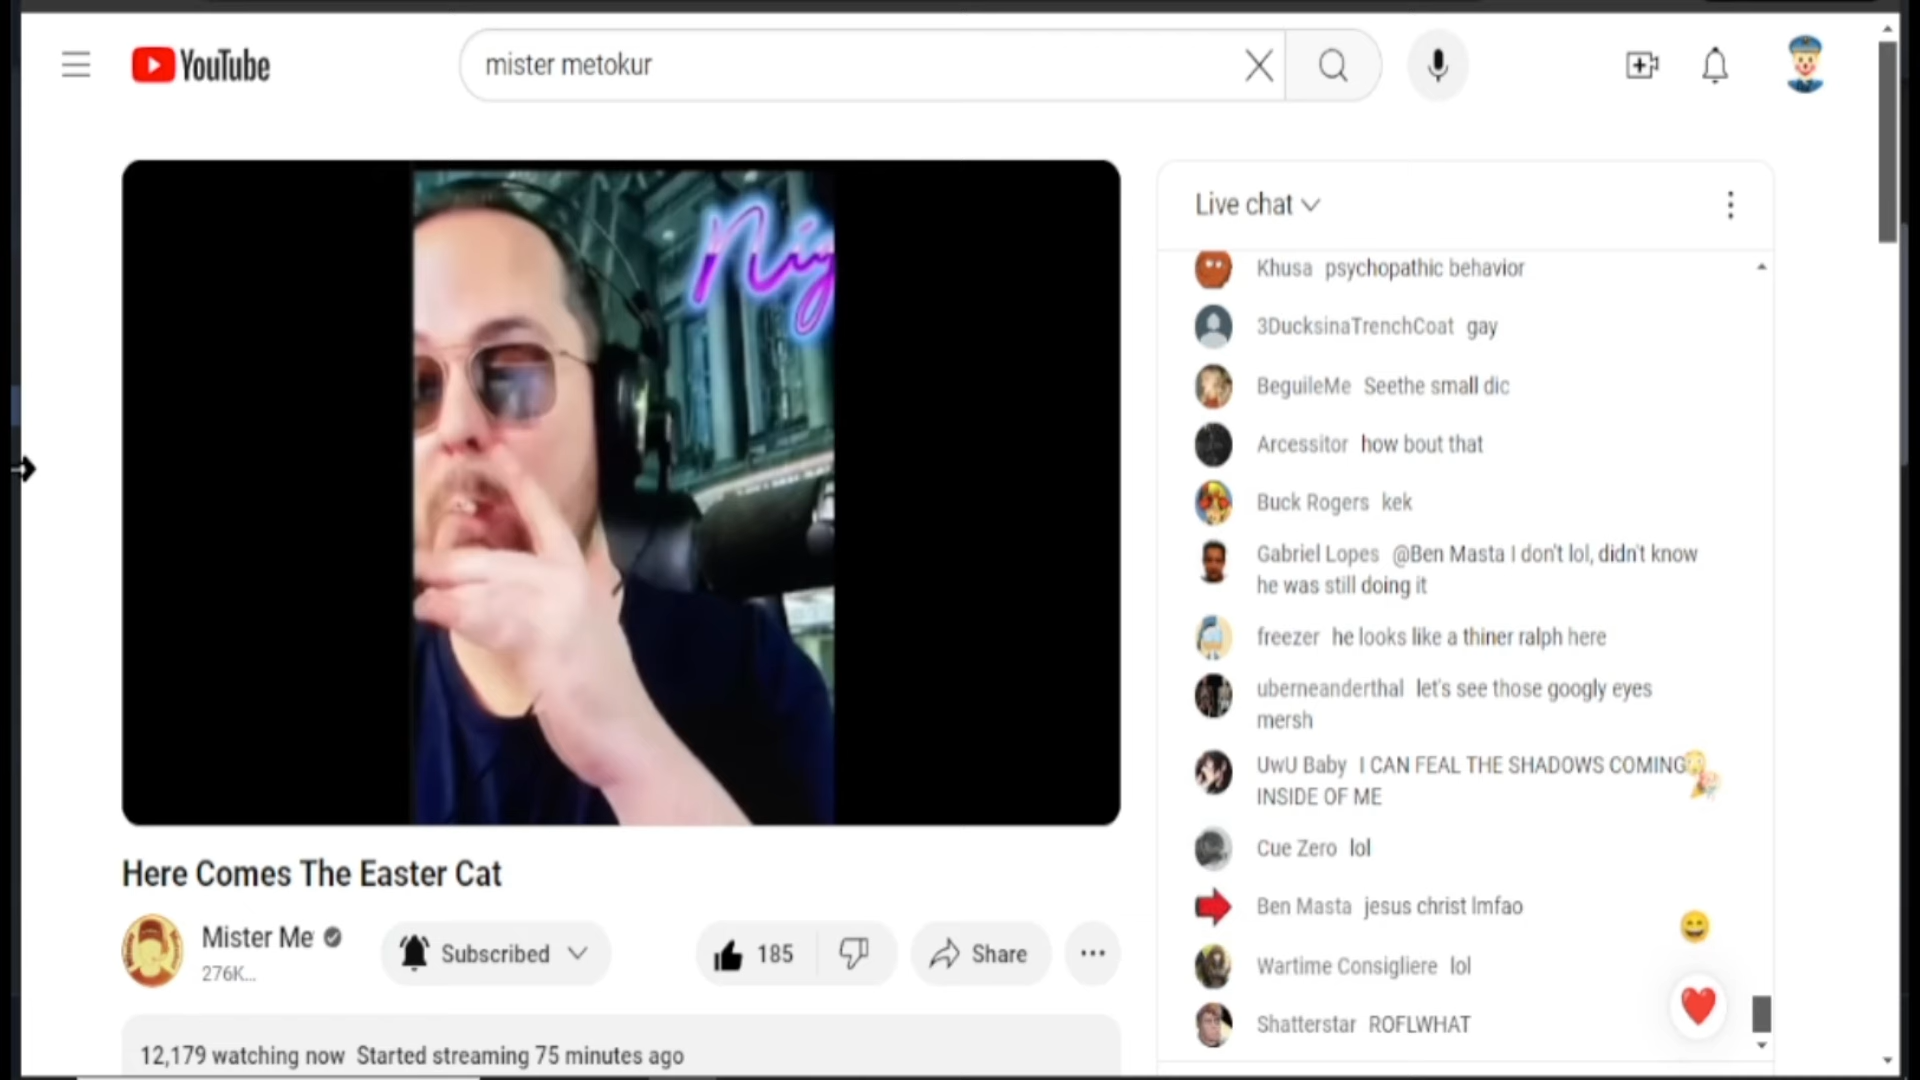 YouTube
mister metokur
Nig
Live chat
Khusa psychopathic behavior
3DucksinaTrenchCoat gay
BeguileMe Seethe small dic
Arcessitor how bout that
Buck Rogers kek
Gabriel Lopes @Ben Masta I don't lol, didn't know
he was still doing it
freezer he looks like a thiner ralph here
uberneanderthal let's see those googly eyes
mersh
UwU Baby I CAN FEAL THE SHADOWS COMING
INSIDE OF ME
Cue Zero lol
Ben Masta jesus christ lmfao
Wartime Consigliere lol
Shatterstar ROFLWHAT
Here Comes The Easter Cat
Mister Me
276K...
Subscribed
185
Share
12,179 watching now Started streaming 75 minutes ago